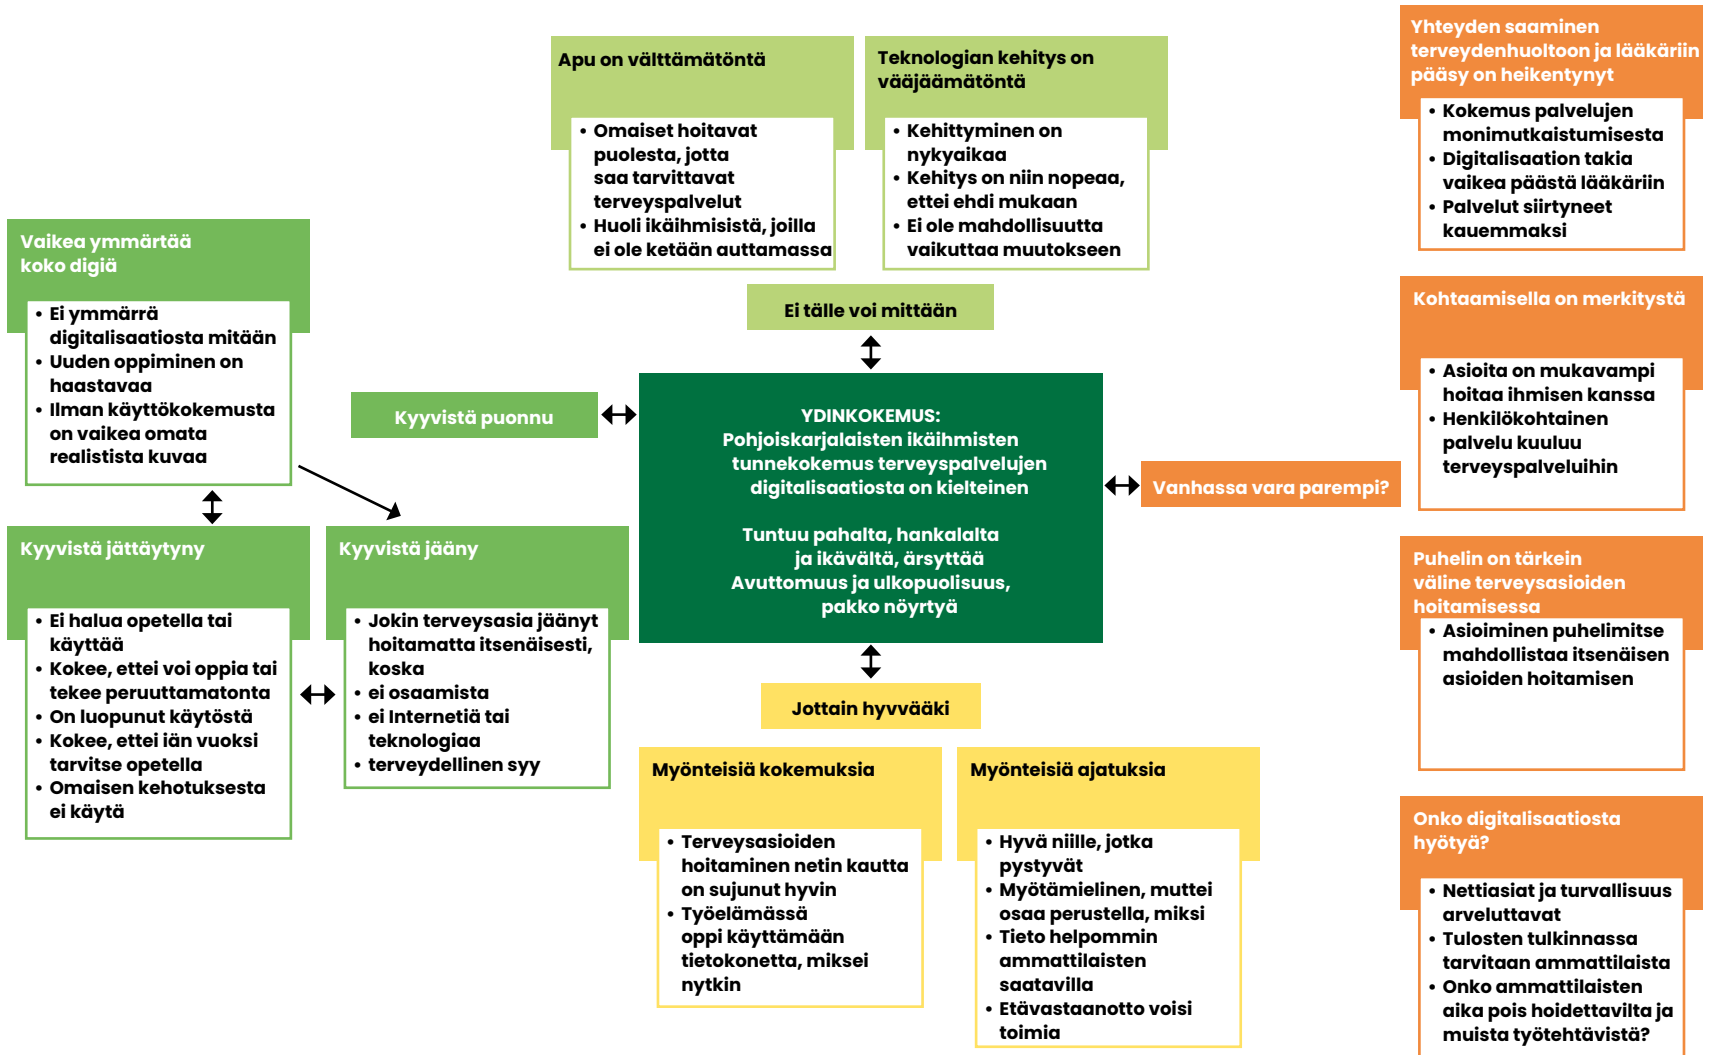 Apu on välttämätöntä
• Omaiset hoitavat
puolesta, jotta
saa tarvittavat
terveyspalvelut
• Huoli ikäihmisistä, joilla
ei ole ketään auttamassa
Teknologian kehitys on
vääjäämätöntä
• Kehittyminen on
nykyaikaa
• Kehitys on niin nopeaa,
ettei ehdi mukaan
• Ei ole mahdollisuutta
vaikuttaa muutokseen
Ei tälle voi mittään
Vaikea ymmärtää
koko digiä
• Ei ymmärrä
digitalisaatiosta mitään
• Uuden oppiminen on
haastavaa
• Ilman käyttökokemusta
on vaikea omata
realistista kuvaa
Kyyvistä puonnu
Kyyvistä jättäytyny
• Ei halua opetella tai
käyttää
• Kokee, ettei voi oppia tai
tekee peruuttamatonta
• On luopunut käytöstä
• Kokee, ettei iän vuoksi
tarvitse opetella
• Omaisen kehotuksesta
ei käytä
Kyyvistä jääny
• Jokin terveysasia jäänyt
hoitamatta itsenäisesti,
koska
• ei osaamista
• ei Internetiä tai
teknologiaa
• terveydellinen syy
YDINKOKEMUS:
Pohjoiskarjalaisten ikäihmisten
tunnekokemus terveyspalvelujen
digitalisaatiosta on kielteinen
Tuntuu pahalta, hankalalta
ja ikävältä, ärsyttää
Avuttomuus ja ulkopuolisuus,
pakko nöyrtyä
Jottain hyvvääki
Myönteisiä kokemuksia
• Terveysasioiden
hoitaminen netin kautta
on sujunut hyvin
• Työelämässä
oppi käyttämään
tietokonetta, miksei
nytkin
Myönteisiä ajatuksia
• Hyvä niille, jotka
pystyvät
• Myötämielinen, muttei
osaa perustella, miksi
• Tieto helpommin
ammattilaisten
saatavilla
• Etävastaanotto voisi
toimia
Vanhassa vara parempi?
Yhteyden saaminen
terveydenhuoltoon ja lääkäriin
pääsy on heikentynyt
• Kokemus palvelujen
monimutkaistumisesta
• Digitalisaation takia
vaikea päästä lääkäriin
• Palvelut siirtyneet
kauemmaksi
Kohtaamisella on merkitystä
• Asioita on mukavampi
hoitaa ihmisen kanssa
• Henkilökohtainen
palvelu kuuluu
terveyspalveluihin
Puhelin on tärkein
väline terveysasioiden
hoitamisessa
• Asioiminen puhelimitse
mahdollistaa itsenäisen
asioiden hoitamisen
Onko digitalisaatiosta
hyötyä?
• Nettiasiat ja turvallisuus
arveluttavat
• Tulosten tulkinnassa
tarvitaan ammattilaista
• Onko ammattilaisten
aika pois hoidettavilta ja
muista työtehtävistä?